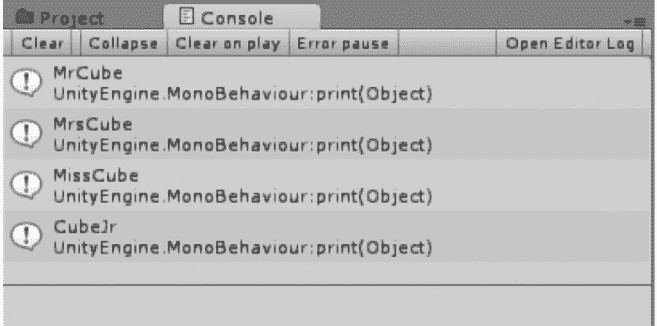 Project Console
Clear Collapse Clear on play Error pause Open Editor Log
MrCube
UnityEngine.MonoBehaviour:print(Object)
MrsCube
UnityEngine.MonoBehaviour:print(Object)
MissCube
UnityEngine.MonoBehaviour:print(Object)
CubeJr
UnityEngine.MonoBehaviour:print(Object)